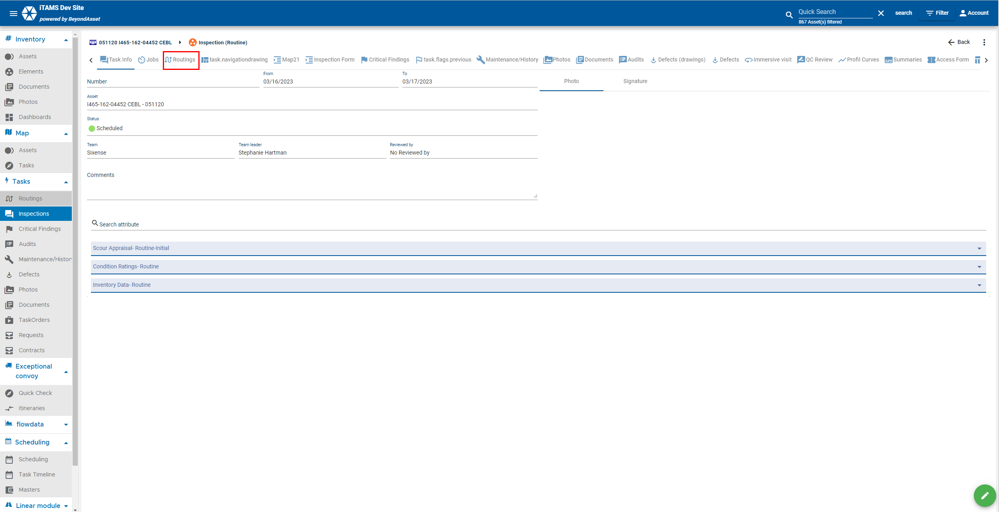 iTAMS Dev Site
powered by BeyondAsset
Quick Search
867 Asset(s) filtered
search
Filter
Account
Inventory
Assets
Elements
Documents
Photos
Dashboards
Map
Assets
Tasks
Tasks
Routings
Inspections
Critical Findings
Audits
Maintenance/History
Defects
Photos
Documents
TaskOrders
Requests
Contracts
Exceptional
convoy
Quick Check
Itineraries
flowdata
Scheduling
Scheduling
Task Timeline
Masters
Linear module
051120 I465-162-04452 CEBL
Inspection (Routine)
Back
Task Info
Jobs
Routings
task.navigationdrawing
Map21
Inspection Form
Critical Findings
task.flags.previous
Maintenance/History
Photos
Documents
Audits
Defects (drawings)
Defects
Immersive visit
QC Review
Profil Curves
Summaries
Access Form
Number
From
03/16/2023
To
03/17/2023
Photo
Signature
Asset
I465-162-04452 CEBL - 051120
Status
Scheduled
Team
Sixense
Team leader
Stephanie Hartman
Reviewed by
No Reviewed by
Comments
Search attribute
Scour Appraisal- Routine-Initial
Condition Ratings- Routine
Inventory Data- Routine